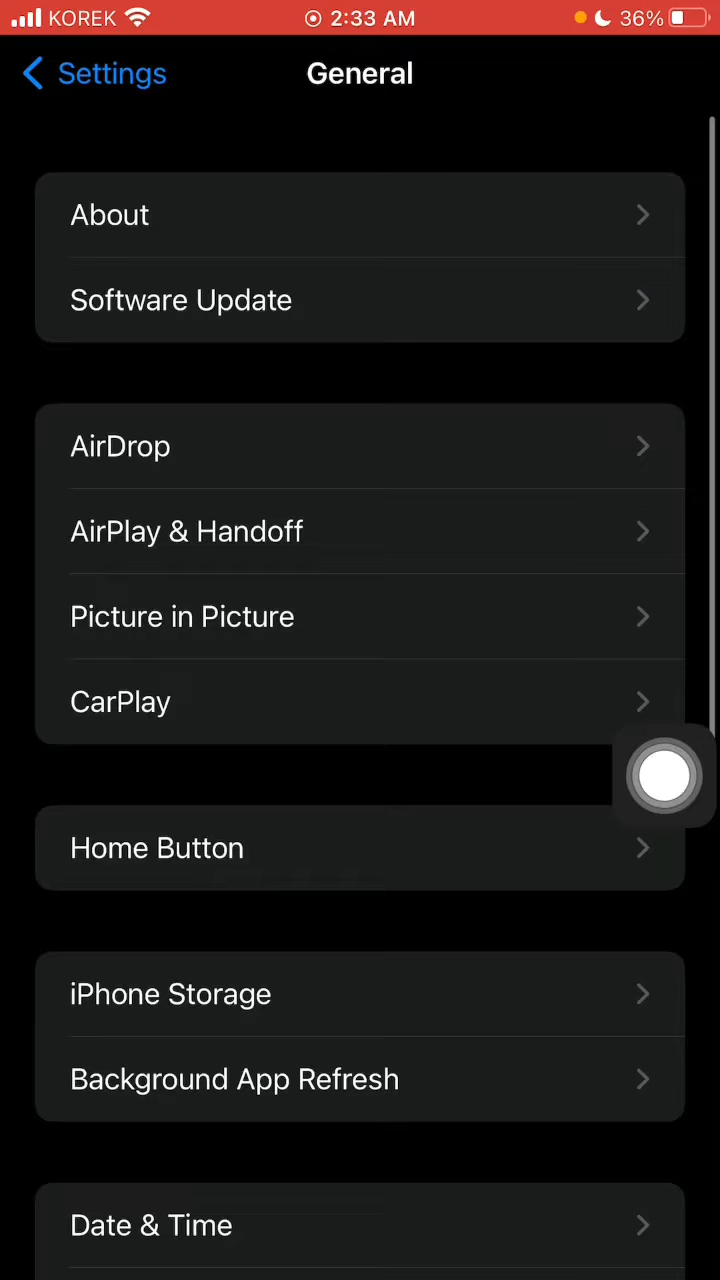 KOREK 2:33 AM 36%
Settings General
About
Software Update
AirDrop
AirPlay & Handoff
Picture in Picture
CarPlay
Home Button
iPhone Storage
Background App Refresh
Date & Time